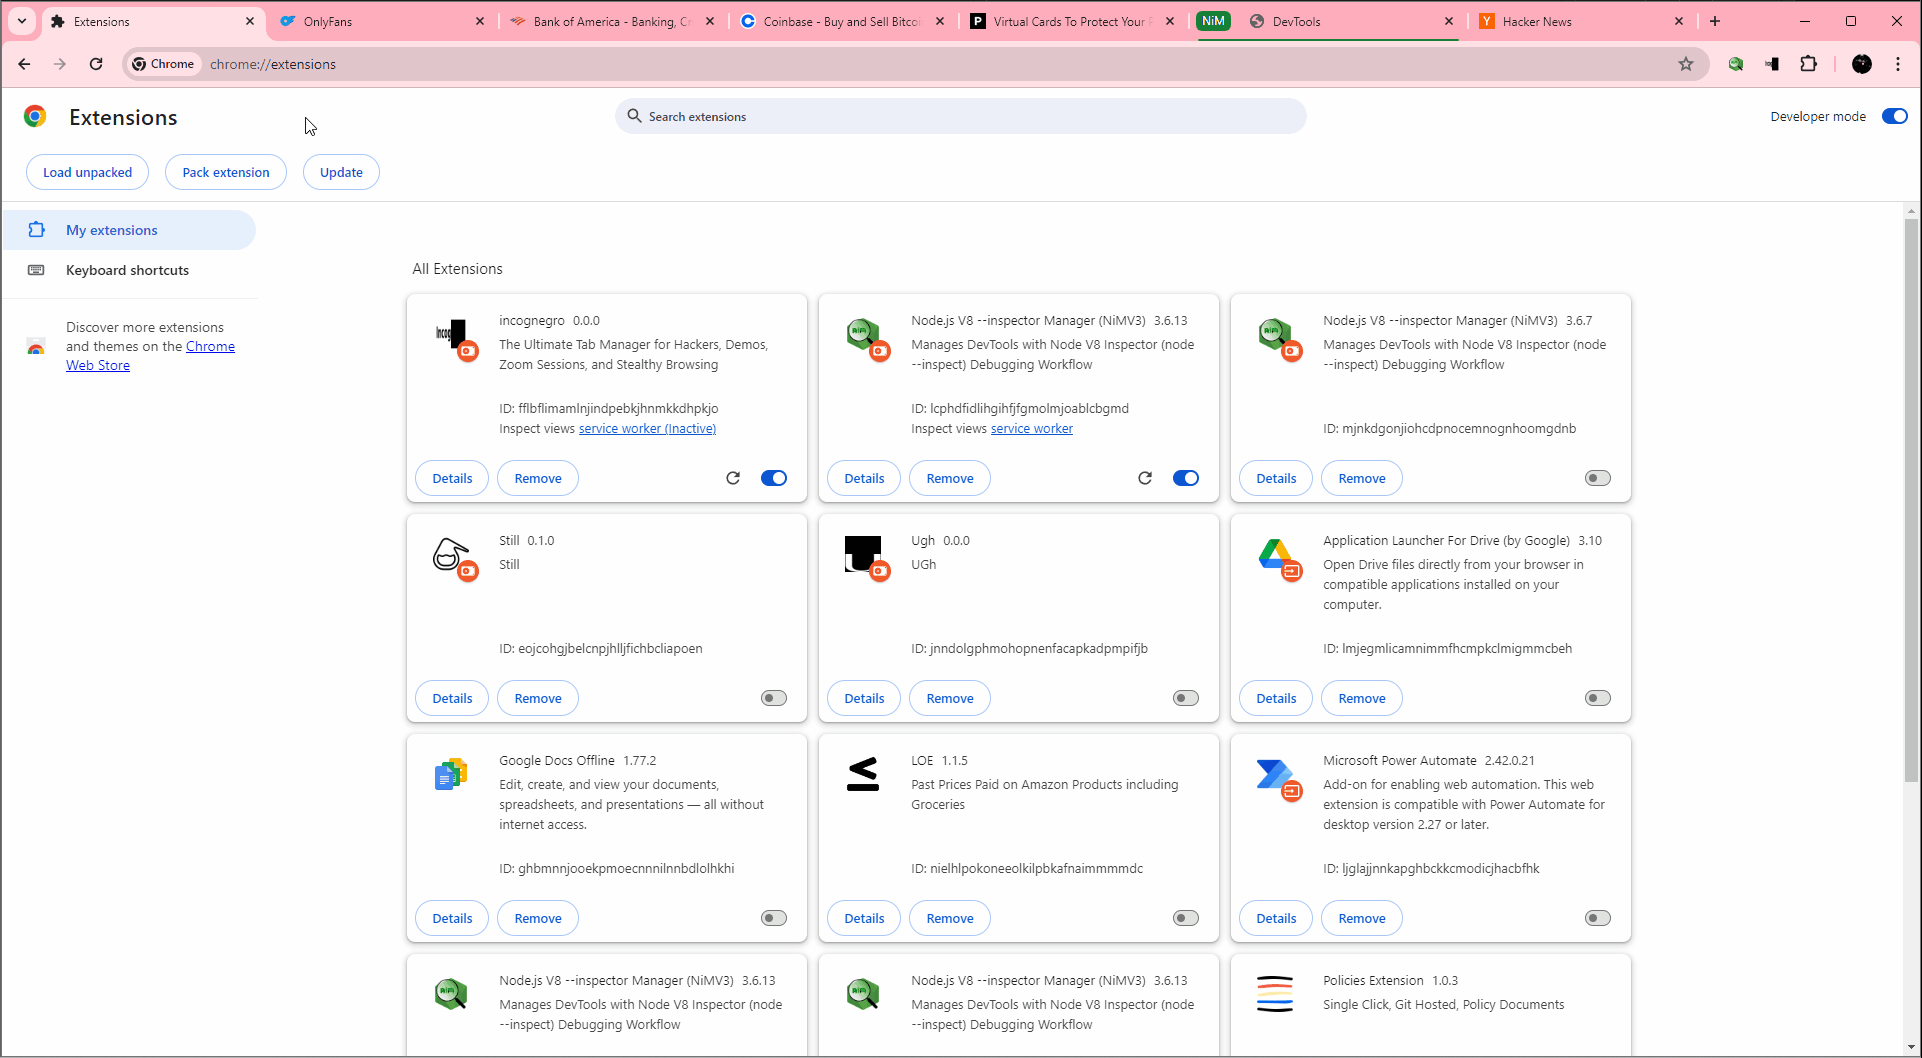 Extensions
OnlyFans
Bank of America - Banking, Cr
Coinbase - Buy and Sell Bitco
Virtual Cards To Protect Your P
NiM
DevTools
Hacker News
Chrome
chrome://extensions
Extensions
Search extensions
Developer mode
Load unpacked
Pack extension
Update
My extensions
Keyboard shortcuts
Discover more extensions
and themes on the Chrome
Web Store
All Extensions
incognegro 0.0.0
The Ultimate Tab Manager for Hackers, Demos,
Zoom Sessions, and Stealthy Browsing
ID: fflbflimamlnjindpebkjhnmkkdhpkjo
Inspect views service worker (Inactive)
Details
Remove
Node.js V8 --inspector Manager (NiMV3) 3.6.13
Manages DevTools with Node V8 Inspector (node
--inspect) Debugging Workflow
ID: lcphdfidlihgihfjfgmolmjoablcbgmd
Inspect views service worker
Details
Remove
Node.js V8 --inspector Manager (NiMV3) 3.6.7
Manages DevTools with Node V8 Inspector (node
--inspect) Debugging Workflow
ID: mjnkdgonjiohcdpnocemnognhoomgdnb
Details
Remove
Still 0.1.0
Still
ID: eojcohgjbelcnpjhlljfichbcliapoen
Details
Remove
Ugh 0.0.0
UGh
ID: jnndolgphmohopnenfacapkadpmpifjb
Details
Remove
Application Launcher For Drive (by Google) 3.10
Open Drive files directly from your browser in
compatible applications installed on your
computer.
ID: lmjegmlicamnimmfhcmpkclmigmmcbeh
Details
Remove
Google Docs Offline 1.77.2
Edit, create, and view your documents,
spreadsheets, and presentations — all without
internet access.
ID: ghbmnnjooekpmoecnnnilnnbdlolhkhi
Details
Remove
LOE 1.1.5
Past Prices Paid on Amazon Products including
Groceries
ID: nielhlpokoneeolkilpbkafnaimmmmdc
Details
Remove
Microsoft Power Automate 2.42.0.21
Add-on for enabling web automation. This web
extension is compatible with Power Automate for
desktop version 2.27 or later.
ID: ljglajjnnkapghbckkcmodicjhacbfhk
Details
Remove
Node.js V8 --inspector Manager (NiMV3) 3.6.13
Manages DevTools with Node V8 Inspector (node
--inspect) Debugging Workflow
Node.js V8 --inspector Manager (NiMV3) 3.6.13
Manages DevTools with Node V8 Inspector (node
--inspect) Debugging Workflow
Policies Extension 1.0.3
Single Click, Git Hosted, Policy Documents